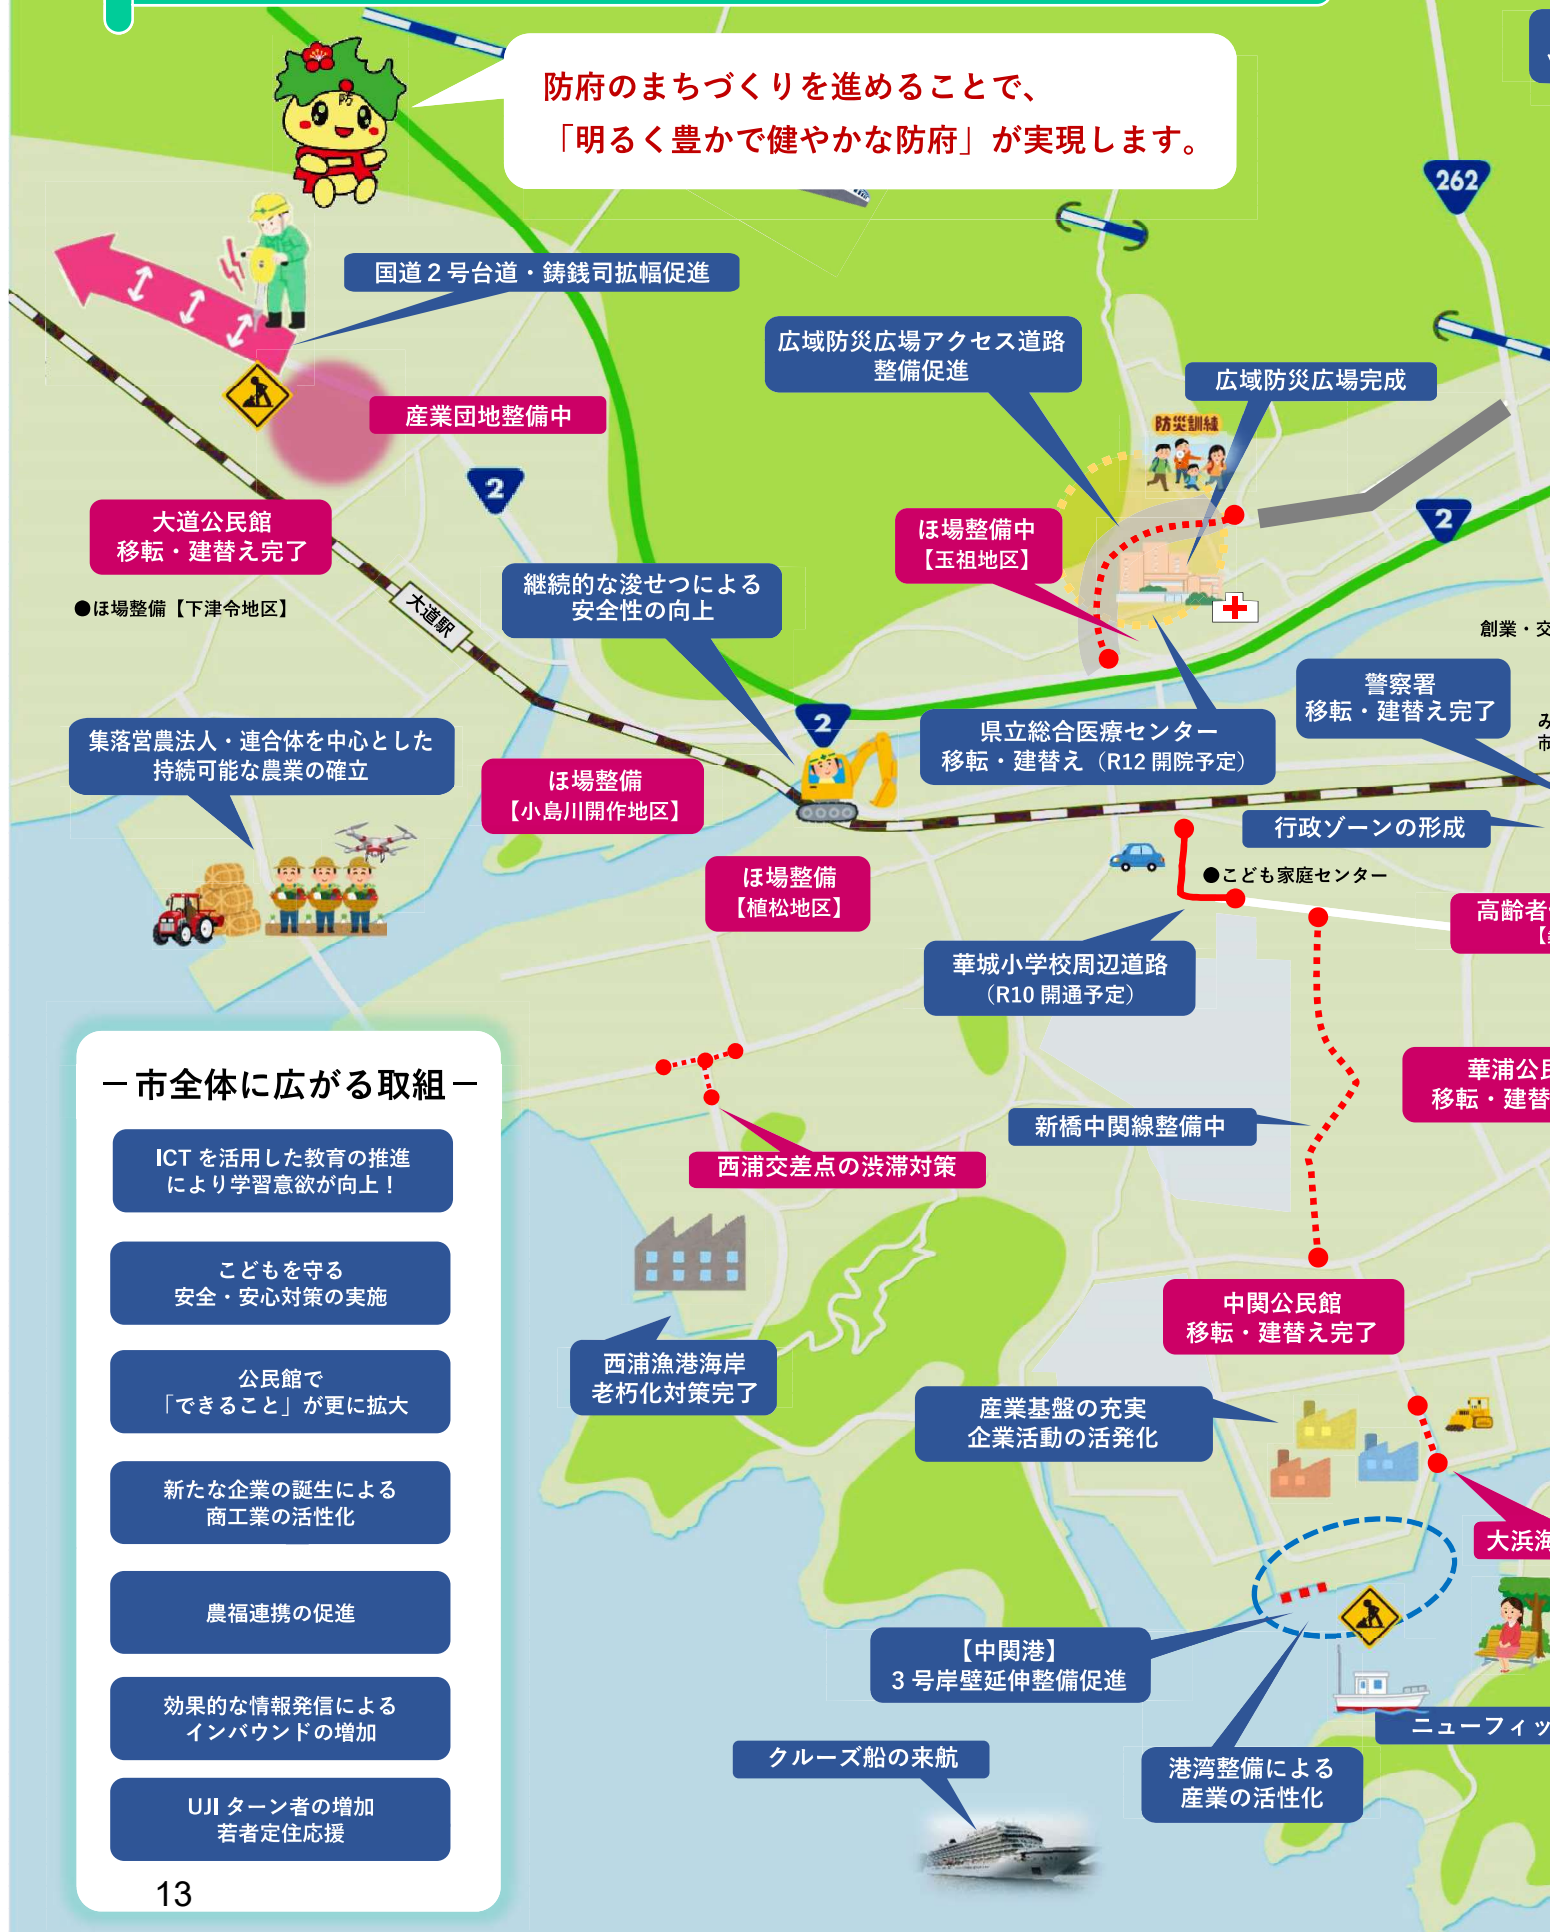 防府のまちづくりを進めることで、
「明るく豊かで健やかな防府」が実現します。
防
262
国道２号台道・鋳銭司拡幅促進
広域防災広場アクセス道路
整備促進
広域防災広場完成
産業団地整備中
防災訓練
2
2
大道公民館
移転・建替え完了
ほ場整備中
【玉祖地区】
継続的な浚せつによる
安全性の向上
●ほ場整備【下津令地区】
大道駅
創業・交
警察署
移転・建替え完了
2
県立総合医療センター
移転・建替え（R12 開院予定）
み
市
集落営農法人・連合体を中心とした
持続可能な農業の確立
ほ場整備
【小島川開作地区】
行政ゾーンの形成
ほ場整備
【植松地区】
●こども家庭センター
高齢者
華城小学校周辺道路
（R10 開通予定）
－市全体に広がる取組－
華浦公民
移転・建替
新橋中関線整備中
西浦交差点の渋滞対策
ICT を活用した教育の推進
により学習意欲が向上！
こどもを守る
安全・安心対策の実施
中関公民館
移転・建替え完了
西浦漁港海岸
老朽化対策完了
公民館で
「できること」が更に拡大
産業基盤の充実
企業活動の活発化
新たな企業の誕生による
商工業の活性化
大浜海
農福連携の促進
【中関港】
3 号岸壁延伸整備促進
効果的な情報発信による
インバウンドの増加
ニューフィッ
クルーズ船の来航
港湾整備による
産業の活性化
UJI ターン者の増加
若者定住応援
13